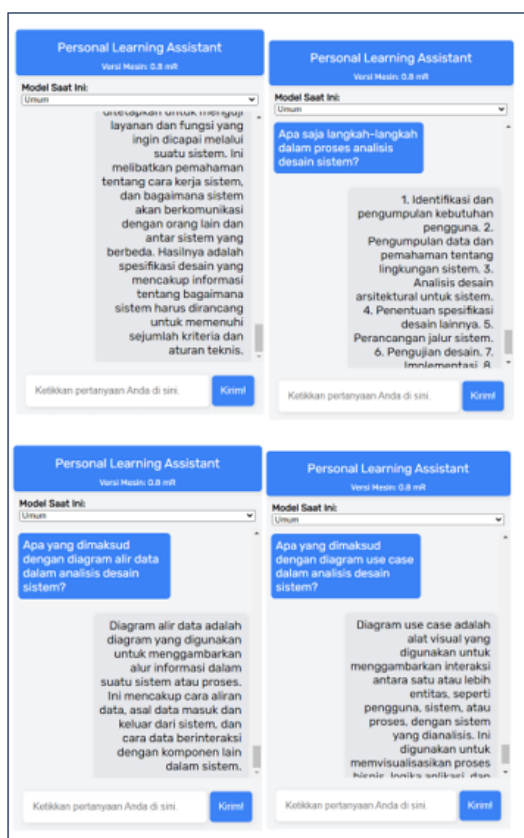 Personal Learning Assistant
Versi Mesin: 0.8 mR
Model Saat Ini:
Umum
ditetapkan untuk menguji
layanan dan fungsi yang
ingin dicapai melalui
suatu sistem. Ini
melibatkan pemahaman
tentang cara kerja sistem,
dan bagaimana sistem
akan berkomunikasi
dengan orang lain dan
antar sistem yang
berbeda. Hasilnya adalah
spesifikasi desain yang
mencakup informasi
tentang bagaimana
sistem harus dirancang
untuk memenuhi
sejumlah kriteria dan
aturan teknis.
Ketikkan pertanyaan Anda di sini.
Kirim!
Personal Learning Assistant
Versi Mesin: 0.8 mR
Model Saat Ini:
Umum
Apa saja langkah-langkah
dalam proses analisis
desain sistem?
1. Identifikasi dan
pengumpulan kebutuhan
pengguna. 2.
Pengumpulan data dan
pemahaman tentang
lingkungan sistem. 3.
Analisis desain
arsitektural untuk sistem.
4. Penentuan spesifikasi
desain lainnya. 5.
Perancangan jalur sistem.
6. Pengujian desain. 7.
Implementasi. 8.
Ketikkan pertanyaan Anda di sini.
Kirim!
Personal Learning Assistant
Versi Mesin: 0.8 mR
Model Saat Ini:
Umum
Apa yang dimaksud
dengan diagram alir data
dalam analisis desain
sistem?
Diagram alir data adalah
diagram yang digunakan
untuk menggambarkan
alur informasi dalam
suatu sistem atau proses.
Ini mencakup cara aliran
data, asal data masuk dan
keluar dari sistem, dan
cara data berinteraksi
dengan komponen lain
dalam sistem.
Ketikkan pertanyaan Anda di sini.
Kirim!
Personal Learning Assistant
Versi Mesin: 0.8 mR
Model Saat Ini:
Umum
Apa yang dimaksud
dengan diagram use case
dalam analisis desain
sistem?
Diagram use case adalah
alat visual yang
digunakan untuk
menggambarkan interaksi
antara satu atau lebih
entitas, seperti
pengguna, sistem, atau
proses, dengan sistem
yang dianalisis. Ini
digunakan untuk
memvisualisasikan proses
bisnis, logika aplikasi, dan
Ketikkan pertanyaan Anda di sini.
Kirim!